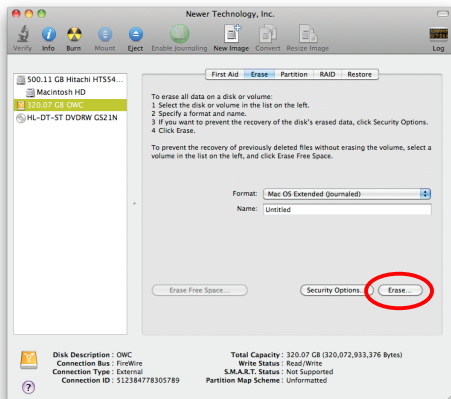 Newer Technology, Inc.
Verify Info Burn Mount Eject Enable Journaling New Image Convert Resize Image Log
First Aid Erase Partition RAID Restore
500.11 GB Hitachi HTS54...
Macintosh HD
320.07 GB OWC
HL-DT-ST DVDRW GS21N
To erase all data on a disk or volume:
1 Select the disk or volume in the list on the left.
2 Specify a format and name.
3 If you want to prevent the recovery of the disk's erased data, click Security Options.
4 Click Erase.
To prevent the recovery of previously deleted files without erasing the volume, select a
volume in the list on the left, and click Erase Free Space.
Format: Mac OS Extended (Journaled)
Name: Untitled
Erase Free Space... Security Options... Erase...
Disk Description : OWC
Connection Bus : FireWire
Connection Type : External
Connection ID : 512384778305789
Total Capacity : 320.07 GB (320,072,933,376 Bytes)
Write Status : Read/Write
S.M.A.R.T. Status : Not Supported
Partition Map Scheme : Unformatted
?